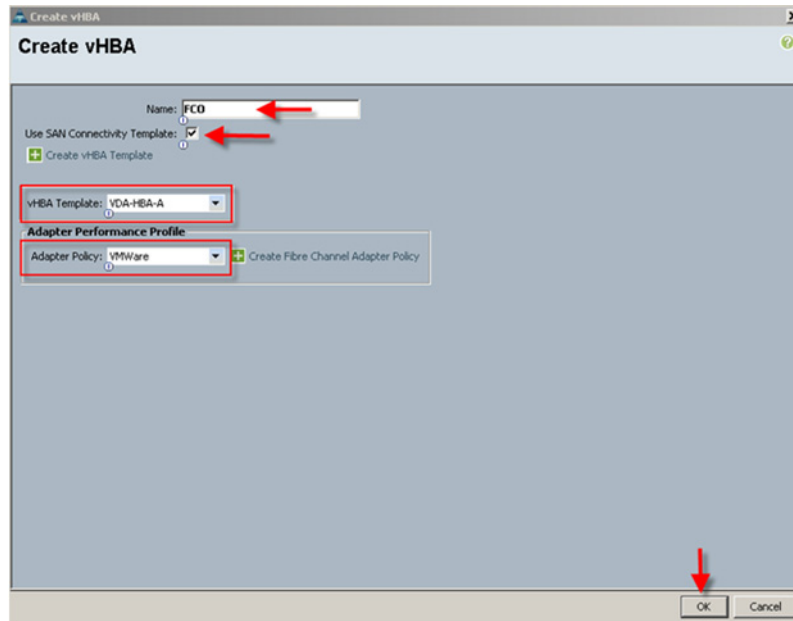 Create vHBA
Create vHBA
Name: FC0
Use SAN Connectivity Template:
Create vHBA Template
vHBA Template: VDA-HBA-A
Adapter Performance Profile
Adapter Policy: VMWare
Create Fibre Channel Adapter Policy
OK
Cancel